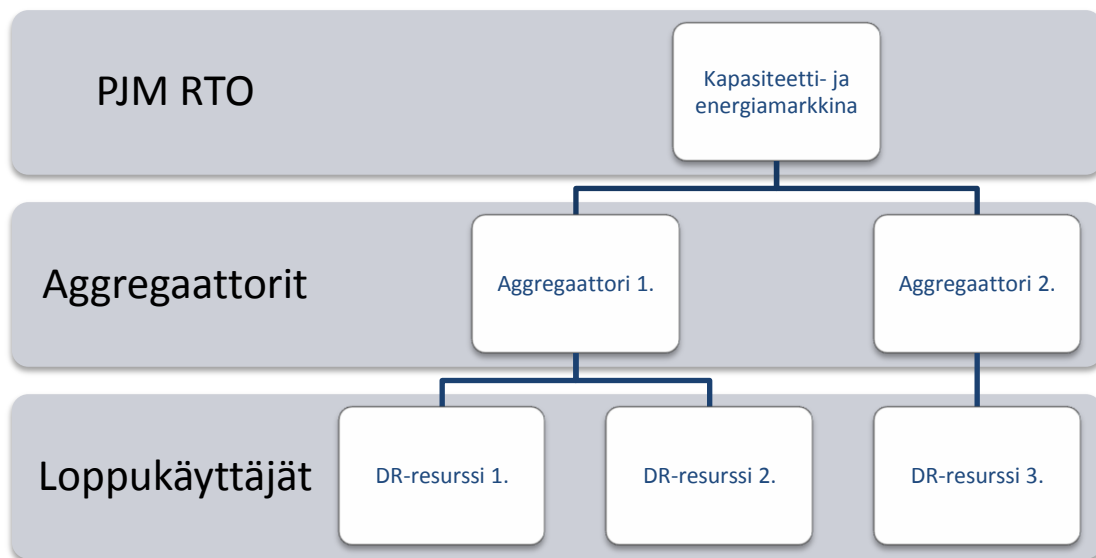 PJM RTO
Kapasiteetti- ja
energiamarkkina
Aggregaattorit
Aggregaattori 1.
Aggregaattori 2.
Loppukäyttäjät
DR-resurssi 1.
DR-resurssi 2.
DR-resurssi 3.